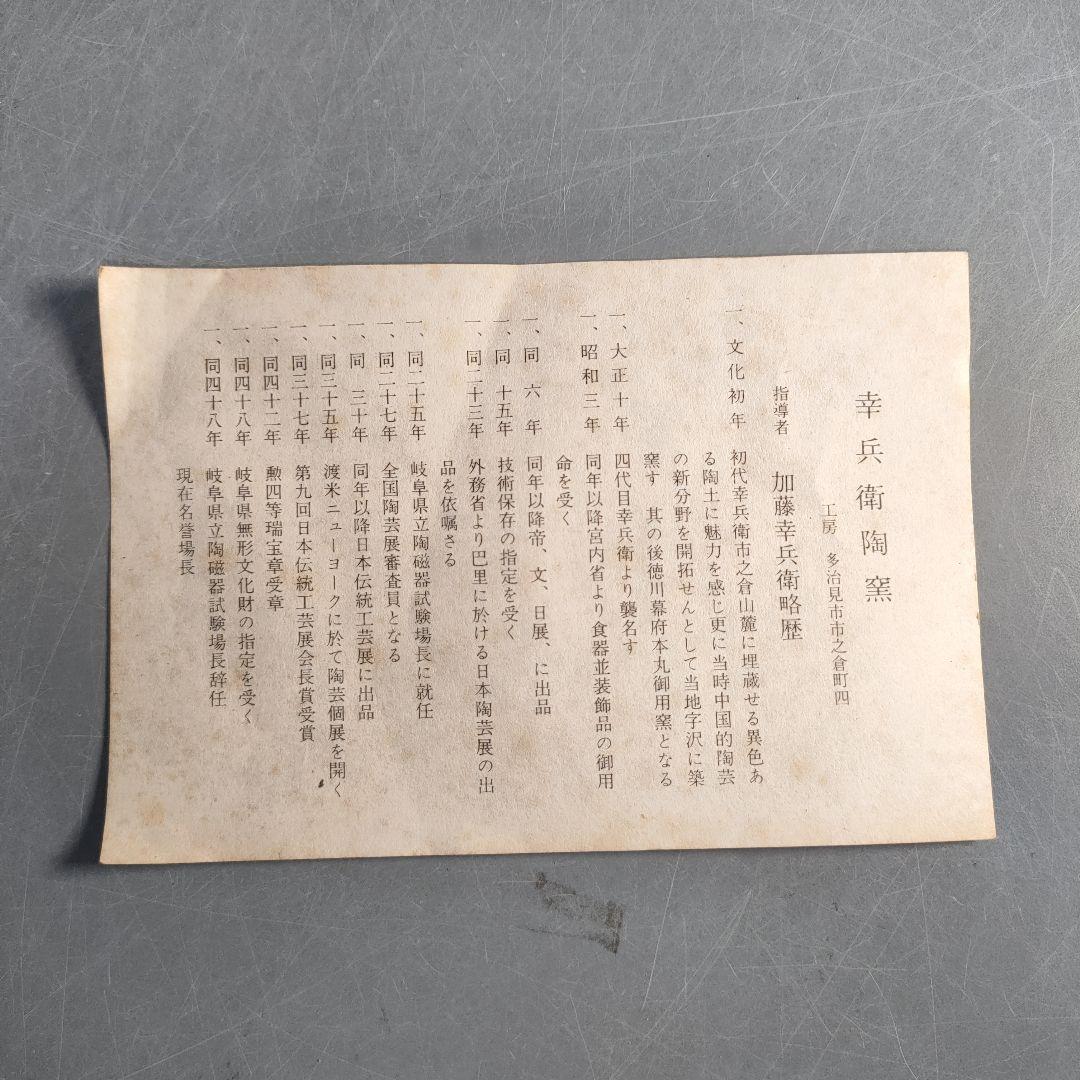 幸兵衛陶窯
工房　多治見市市之倉町四
指導者　加藤幸兵衛略歴
一、文化初年　初代幸兵衛市之倉山麓に埋蔵せる異色あ
る陶土に魅力を感じ更に当時中国的陶芸
の新分野を開拓せんとして当地字沢に築
窯す　其の後徳川幕府本丸御用窯となる
一、大正十年　四代目幸兵衛より襲名す
一、昭和三年　同年以降宮内省より食器並装飾品の御用
命を受く
一、同　六　年　同年以降帝、文、日展、に出品
一、同　十五年　技術保存の指定を受く
一、同二十三年　外務省より巴里に於ける日本陶芸展の出
品を依嘱さる
一、同二十五年　岐阜県立陶磁器試験場長に就任
一、同二十七年　全国陶芸展審査員となる
一、同　三十年　同年以降日本伝統工芸展に出品
一、同三十五年　渡米ニューヨークに於て陶芸個展を開く
一、同三十七年　第九回日本伝統工芸展会長賞受賞
一、同四十二年　勲四等瑞宝章受章
一、同四十八年　岐阜県無形文化財の指定を受く
一、同四十八年　岐阜県立陶磁器試験場長辞任
現在名誉場長